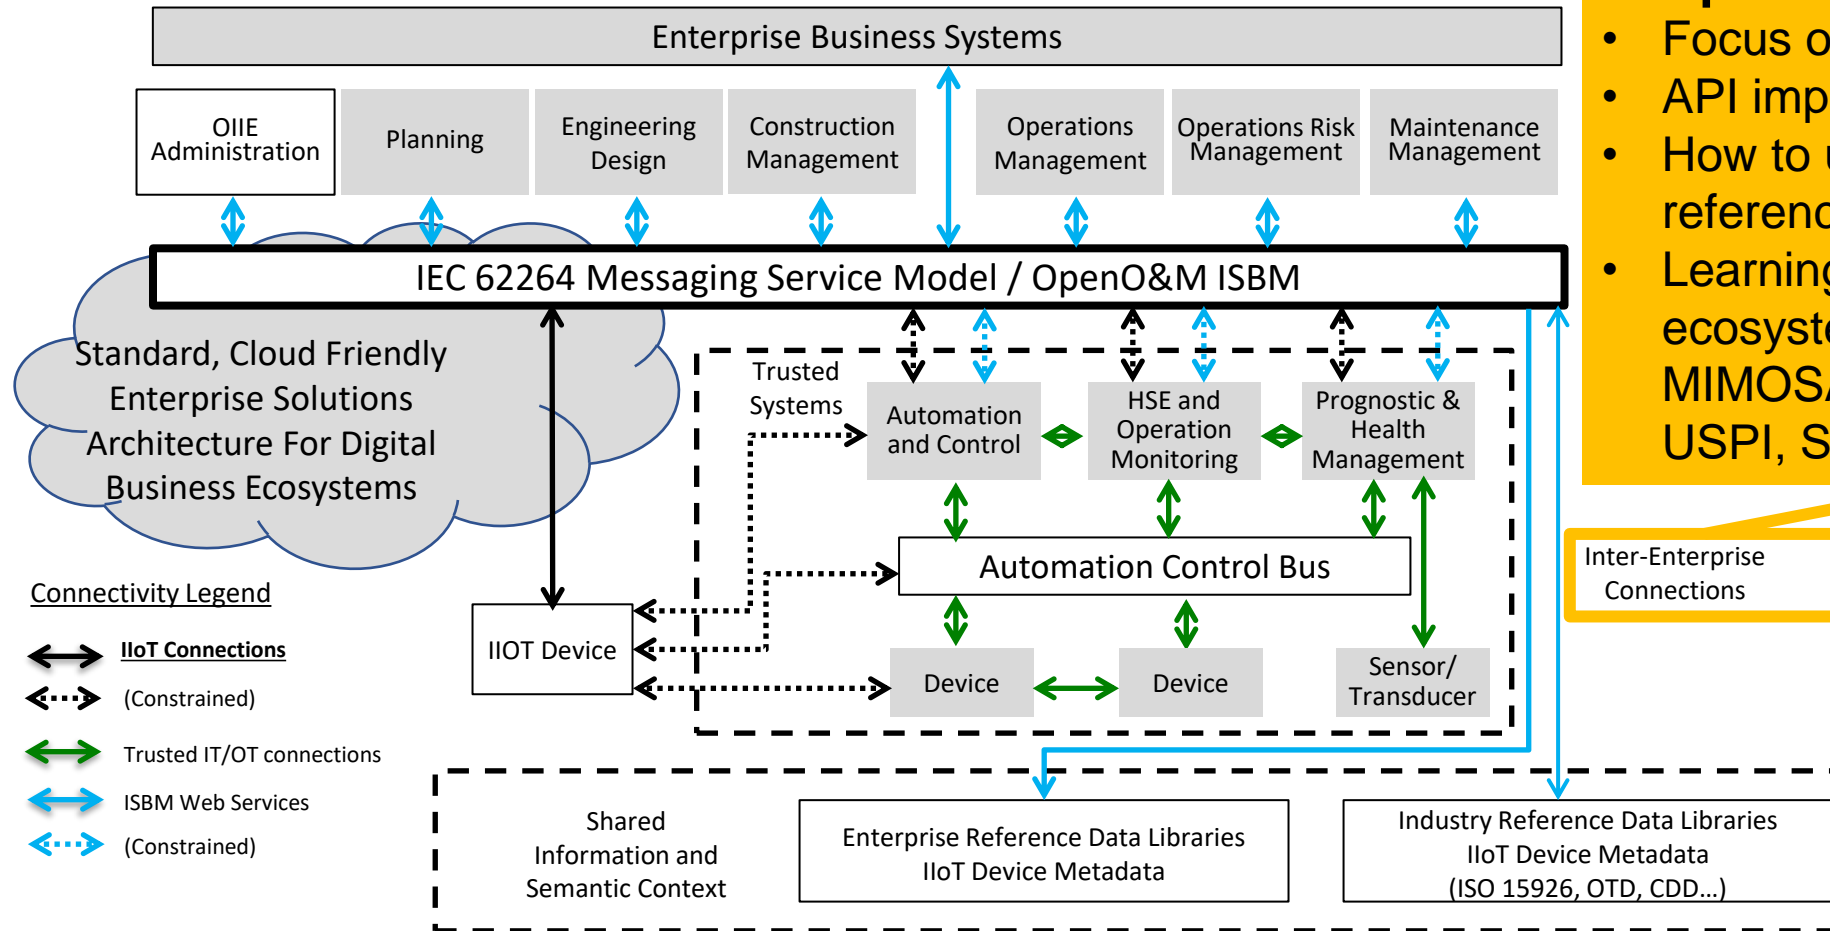 Enterprise Business Systems
OIIE
Administration
Planning
Engineering
Design
Construction
Management
Operations
Management
Operations Risk
Management
Maintenance
Management
IEC 62264 Messaging Service Model / OpenO&M ISBM
Standard, Cloud Friendly
Enterprise Solutions
Architecture For Digital
Business Ecosystems
Trusted
Systems
Automation
and Control
HSE and
Operation
Monitoring
Prognostic &
Health
Management
Automation Control Bus
IIOT Device
Device
Device
Sensor/
Transducer
Connectivity Legend
IIoT Connections
(Constrained)
Trusted IT/OT connections
ISBM Web Services
(Constrained)
Shared
Information and
Semantic Context
Enterprise Reference Data Libraries
IIoT Device Metadata
Industry Reference Data Libraries
IIoT Device Metadata
(ISO 15926, OTD, CDD…)
• Focus o
• API imp
• How to u
referenc
• Learning
ecosyste
MIMOSA
USPI, S
Inter-Enterprise
Connections